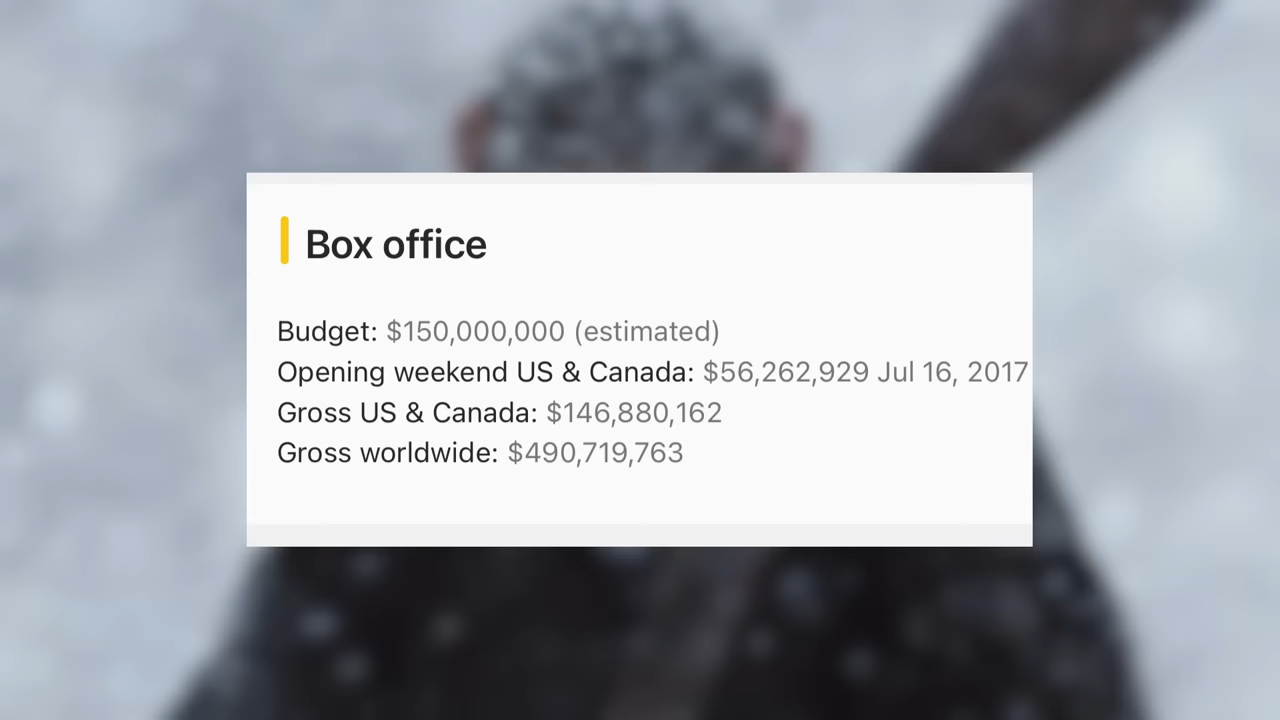 Box office
Budget: $150,000,000 (estimated)
Opening weekend US & Canada: $56,262,929 Jul 16, 2017
Gross US & Canada: $146,880,162
Gross worldwide: $490,719,763